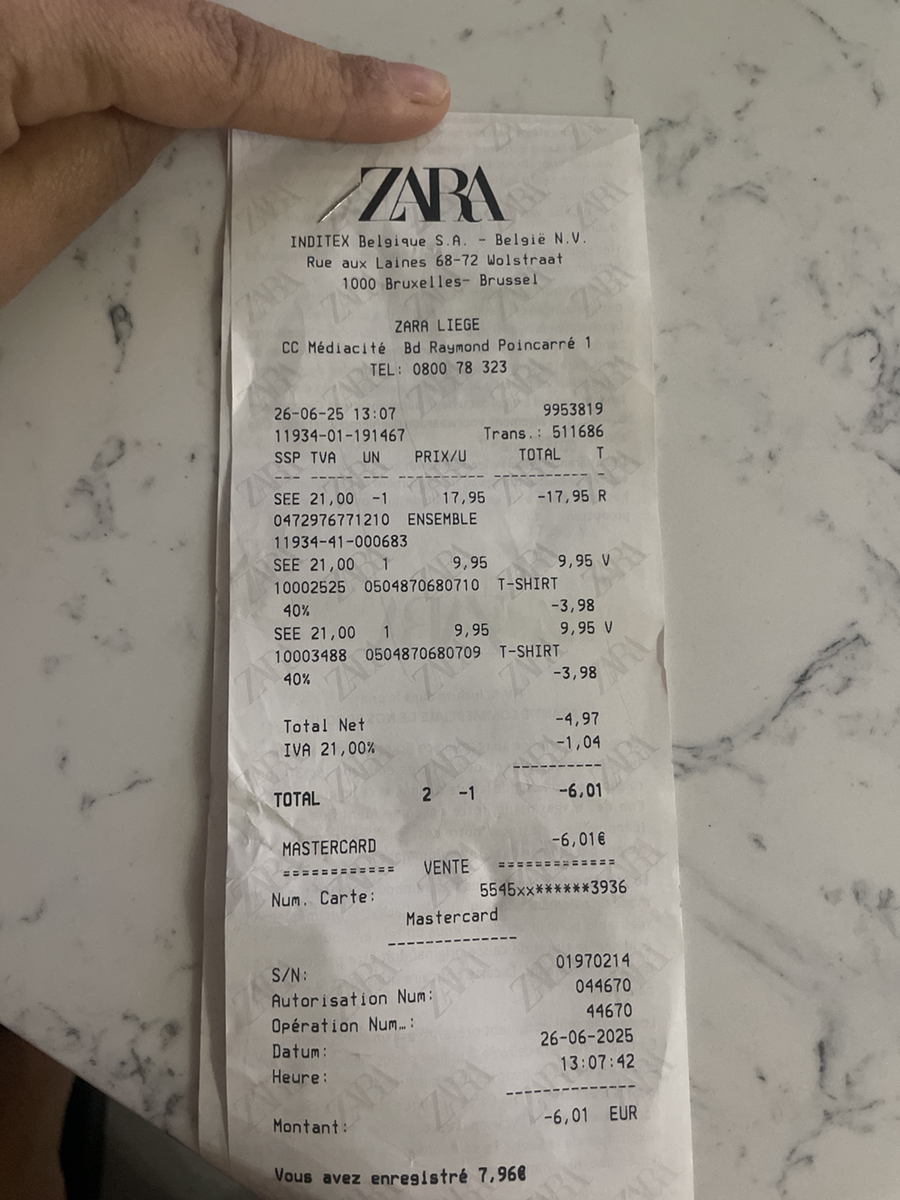 ZARA
INDITEX Belgique S.A. - België N.V.
Rue aux Laines 68-72 Wolstraat
1000 Bruxelles- Brussel
ZARA LIEGE
CC Médiacité Bd Raymond Poincarré 1
TEL: 0800 78 323
26-06-25 13:07 9953819
11934-01-191467 Trans.: 511686
SSP TVA UN PRIX/U TOTAL T
--- ----- --- ---------- ----------- -
SEE 21,00 -1 17,95 -17,95 R
0472976771210 ENSEMBLE
11934-41-000683
SEE 21,00 1 9,95 9,95 V
10002525 0504870680710 T-SHIRT
40% -3,98
SEE 21,00 1 9,95 9,95 V
10003488 0504870680709 T-SHIRT
40% -3,98
Total Net -4,97
IVA 21,00% -1,04
----------
TOTAL 2 -1 -6,01
MASTERCARD -6,01€
============ VENTE =============
Num. Carte: 5545xx******3936
Mastercard
--------------
S/N: 01970214
Autorisation Num: 044670
Opération Num…: 44670
Datum: 26-06-2025
Heure: 13:07:42
--------------
Montant: -6,01 EUR
Vous avez enregistré 7,96€